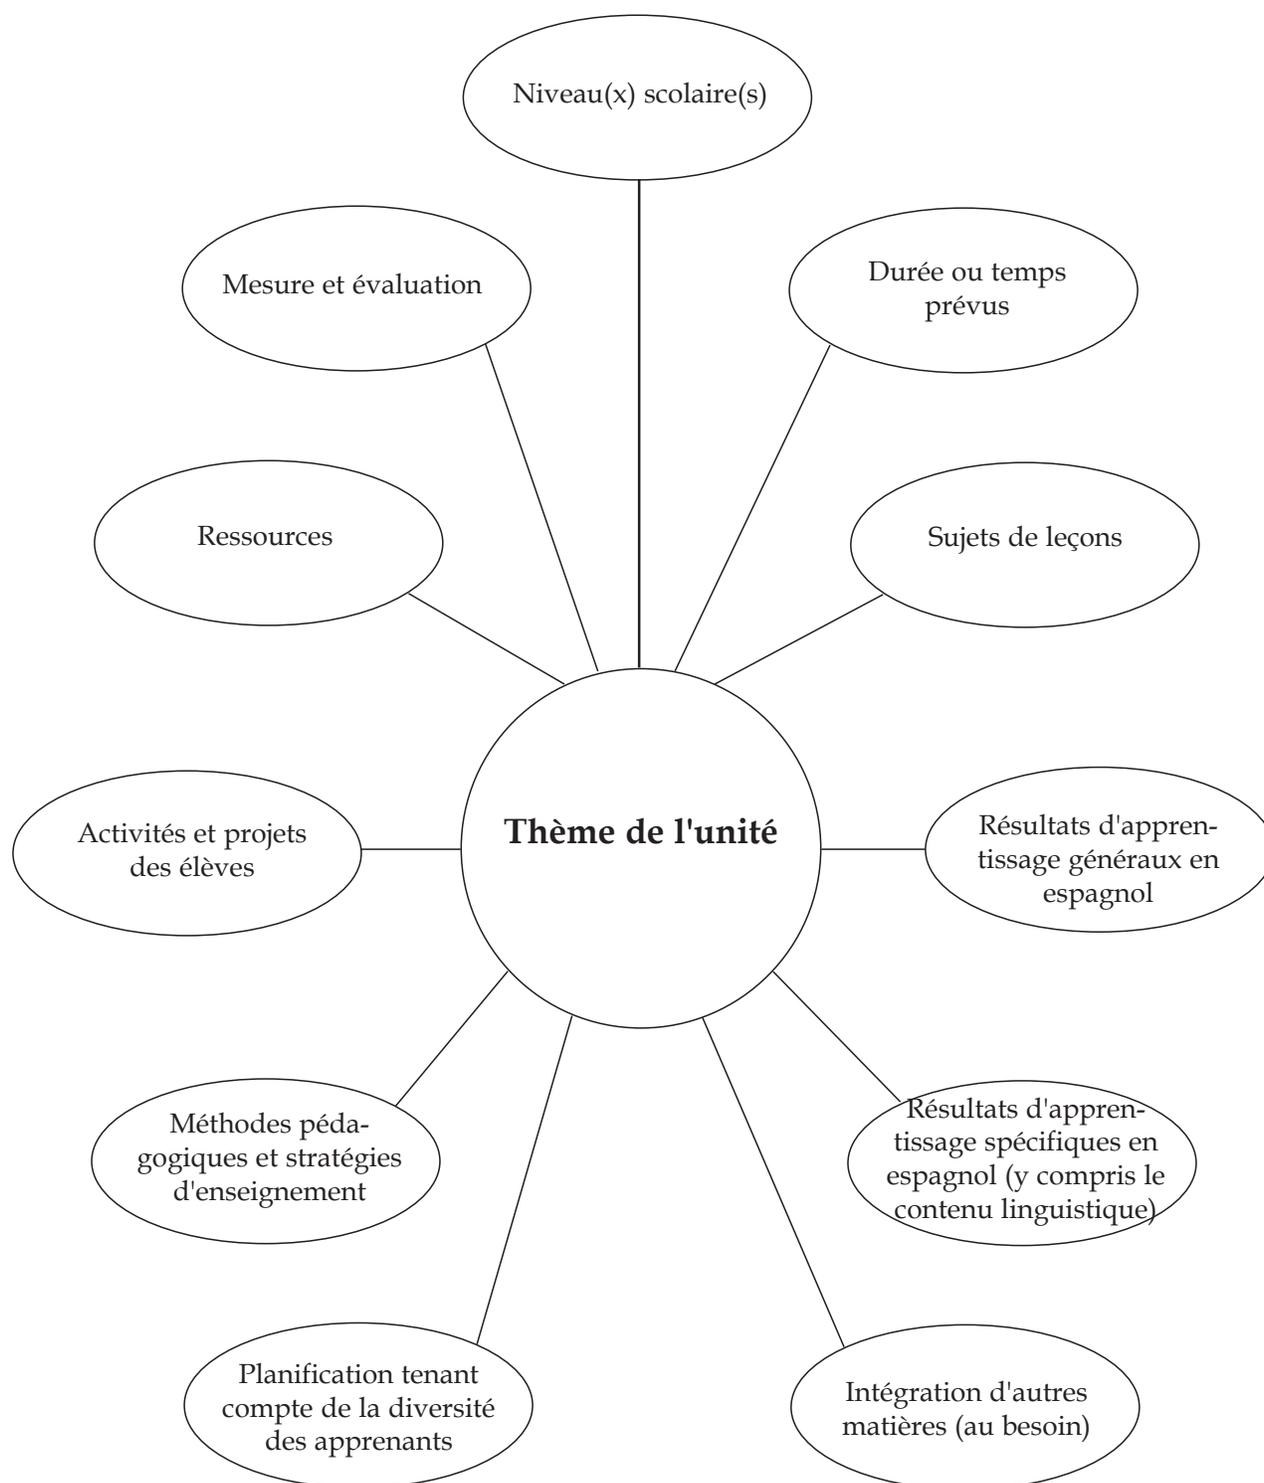 Niveau(x) scolaire(s)
Mesure et évaluation
Durée ou temps
prévus
Ressources
Sujets de leçons
Thème de l'unité
Activités et projets
des élèves
Résultats d'appren-
tissage généraux en
espagnol
Méthodes péda-
gogiques et stratégies
d'enseignement
Résultats d'appren-
tissage spécifiques en
espagnol (y compris le
contenu linguistique)
Planification tenant
compte de la diversité
des apprenants
Intégration d'autres
matières (au besoin)